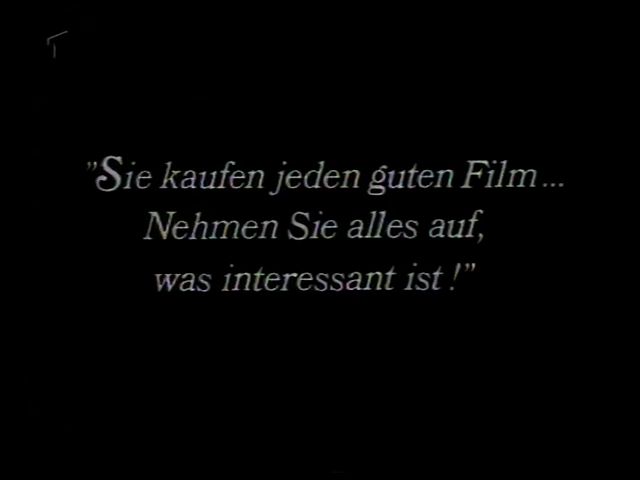 "Sie kaufen jeden guten Film...
Nehmen Sie alles auf,
was interessant ist!"